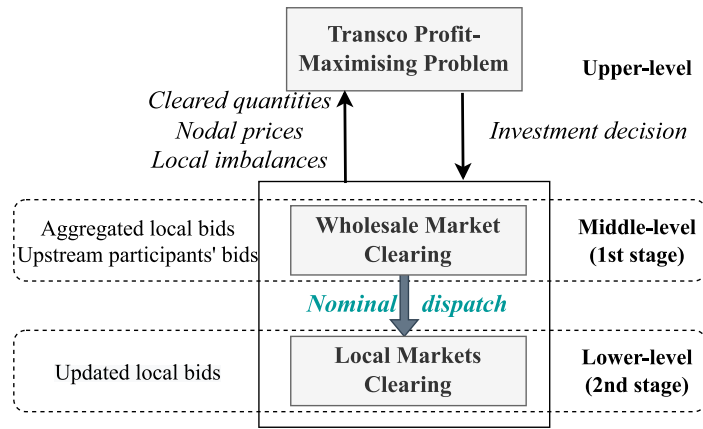 Transco Profit-
Maximising Problem
Upper-level
Cleared quantities
Nodal prices
Local imbalances
Investment decision
Aggregated local bids
Upstream participants' bids
Wholesale Market
Clearing
Middle-level
(1st stage)
Nominal dispatch
Updated local bids
Local Markets
Clearing
Lower-level
(2nd stage)